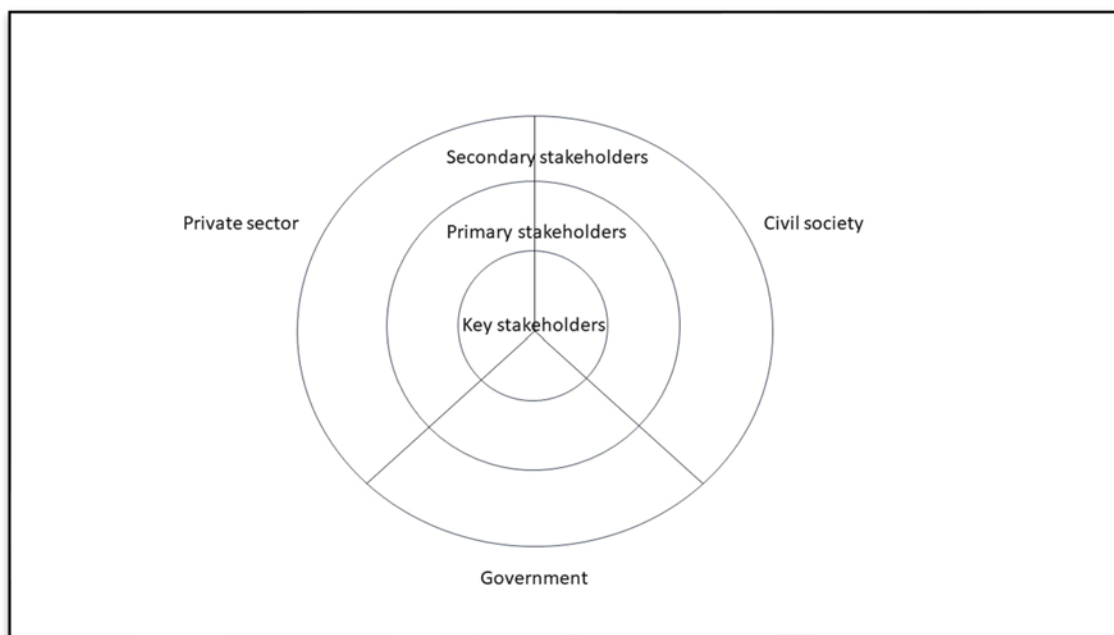 Secondary stakeholders
Private sector
Civil society
Primary stakeholders
Key stakeholders
Government